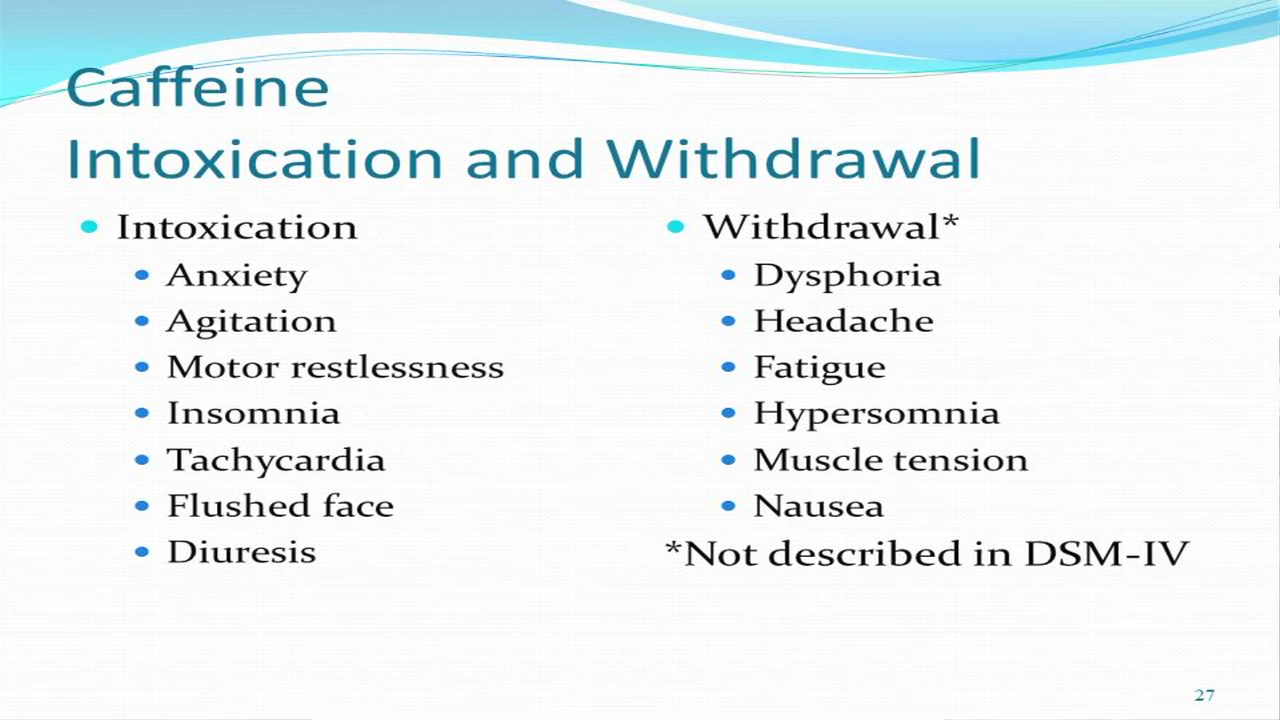 Caffeine
Intoxication and Withdrawal
Intoxication
Anxiety
Agitation
Motor restlessness
Insomnia
Tachycardia
Flushed face
Diuresis
Withdrawal*
Dysphoria
Headache
Fatigue
Hypersomnia
Muscle tension
Nausea
*Not described in DSM-IV
27